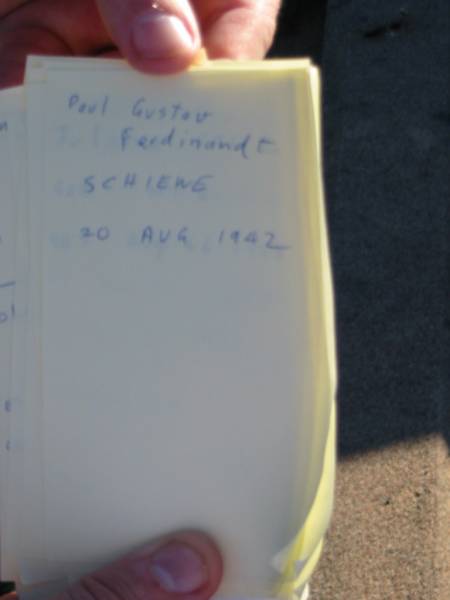 Paul Gustav
Ferdinandt
SCHIEWE
20 AUG 1942